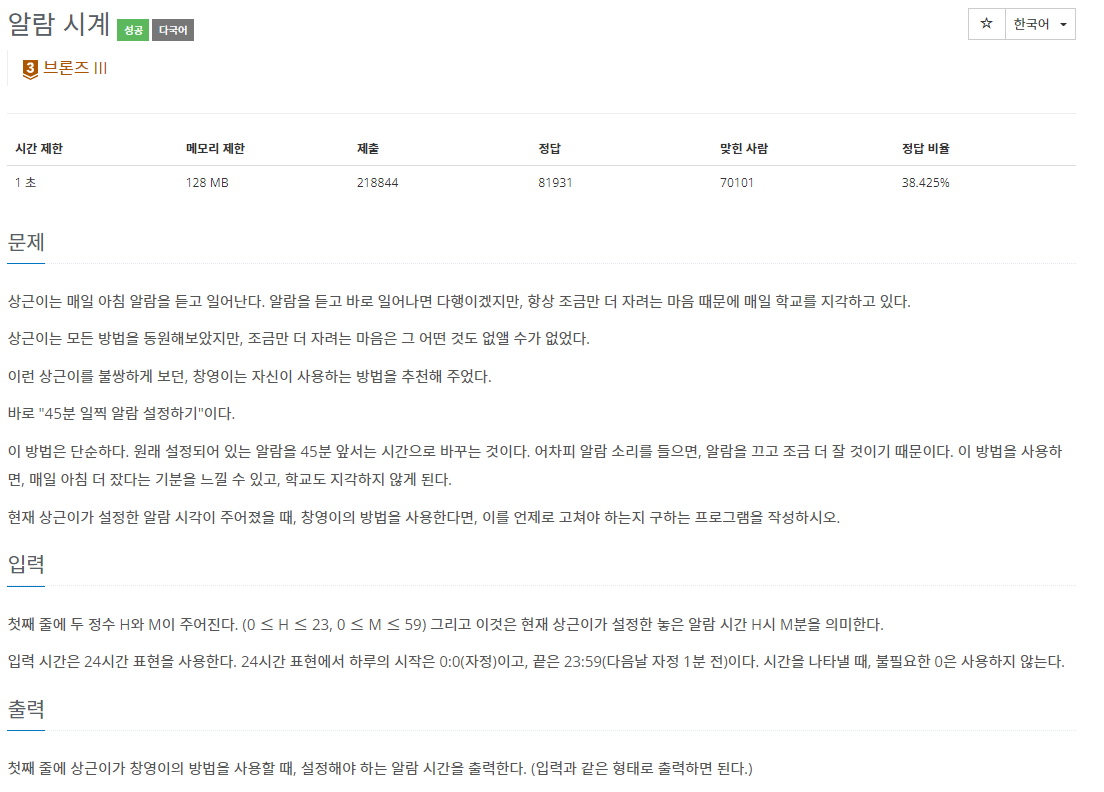 알람 시계 성공 다국어
☆ 한국어
3 브론즈 III
시간 제한 메모리 제한 제출 정답 맞힌 사람 정답 비율
1 초 128 MB 218844 81931 70101 38.425%
문제
상근이는 매일 아침 알람을 듣고 일어난다. 알람을 듣고 바로 일어나면 다행이겠지만, 항상 조금만 더 자려는 마음 때문에 매일 학교를 지각하고 있다.
상근이는 모든 방법을 동원해보았지만, 조금만 더 자려는 마음은 그 어떤 것도 없앨 수가 없었다.
이런 상근이를 불쌍하게 보던, 창영이는 자신이 사용하는 방법을 추천해 주었다.
바로 "45분 일찍 알람 설정하기"이다.
이 방법은 단순하다. 원래 설정되어 있는 알람을 45분 앞서는 시간으로 바꾸는 것이다. 어차피 알람 소리를 들으면, 알람을 끄고 조금 더 잘 것이기 때문이다. 이 방법을 사용하
면, 매일 아침 더 잤다는 기분을 느낄 수 있고, 학교도 지각하지 않게 된다.
현재 상근이가 설정한 알람 시각이 주어졌을 때, 창영이의 방법을 사용한다면, 이를 언제로 고쳐야 하는지 구하는 프로그램을 작성하시오.
입력
첫째 줄에 두 정수 H와 M이 주어진다. (0 ≤ H ≤ 23, 0 ≤ M ≤ 59) 그리고 이것은 현재 상근이가 설정한 놓은 알람 시간 H시 M분을 의미한다.
입력 시간은 24시간 표현을 사용한다. 24시간 표현에서 하루의 시작은 0:0(자정)이고, 끝은 23:59(다음날 자정 1분 전)이다. 시간을 나타낼 때, 불필요한 0은 사용하지 않는다.
출력
첫째 줄에 상근이가 창영이의 방법을 사용할 때, 설정해야 하는 알람 시간을 출력한다. (입력과 같은 형태로 출력하면 된다.)